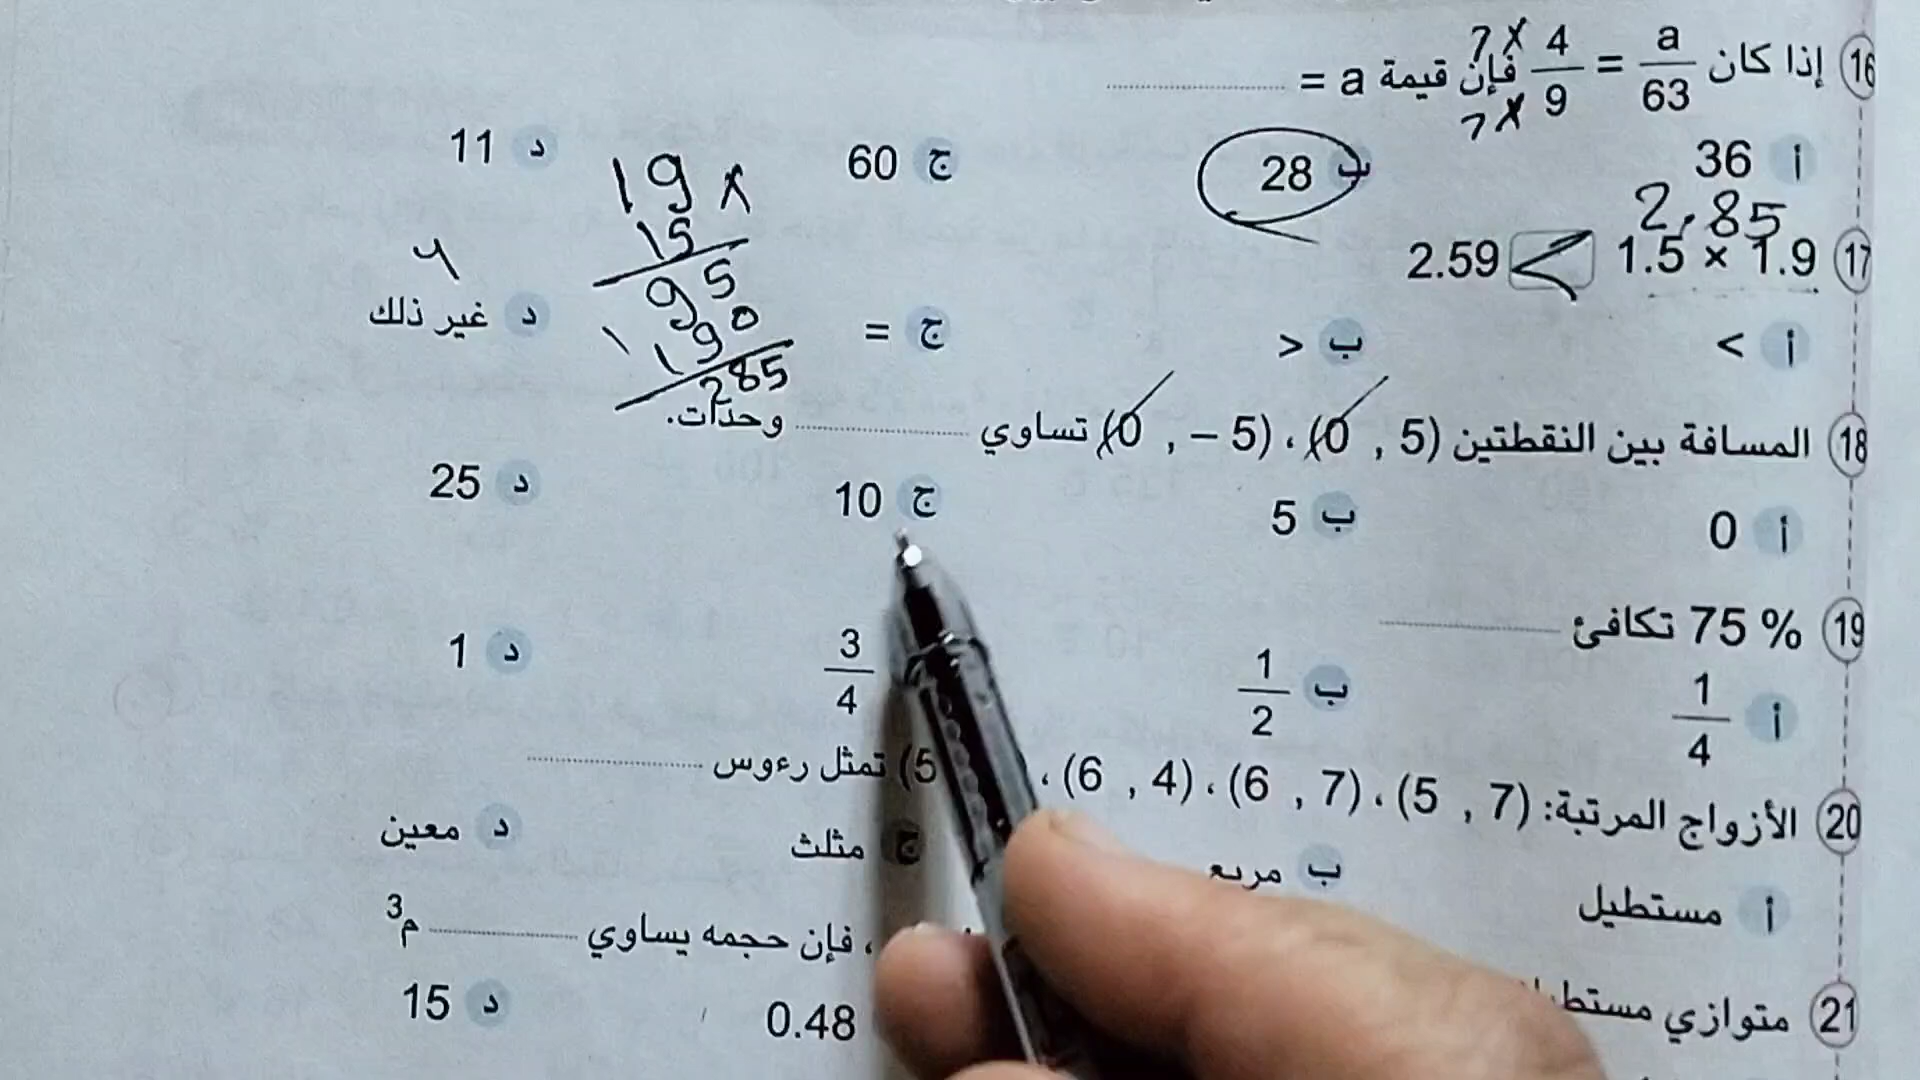 16 إذا كان a/63 = 4/9 فإن قيمة a = ............
7 ×
7 ×
أ 36 ب 28 ج 60 د 11
2.85
17 1.5 × 1.9 > 2.59
أ > ب < ج = د غير ذلك
19 ×
15
95
190
1
285
18 المسافة بين النقطتين (0 , 5) ، (0 , – 5) تساوي ............ وحدات.
أ 0 ب 5 ج 10 د 25
19 75 % تكافئ ............
أ 1/4 ب 1/2 3/4 د 1
20 الأزواج المرتبة: (5 , 7) ، (6 , 7) ، (6 , 4) ، (5 تمثل رءوس ............
أ مستطيل ب مربع ج مثلث د معين
21 متوازي ، فإن حجمه يساوي ............ م³
0.48 د 15